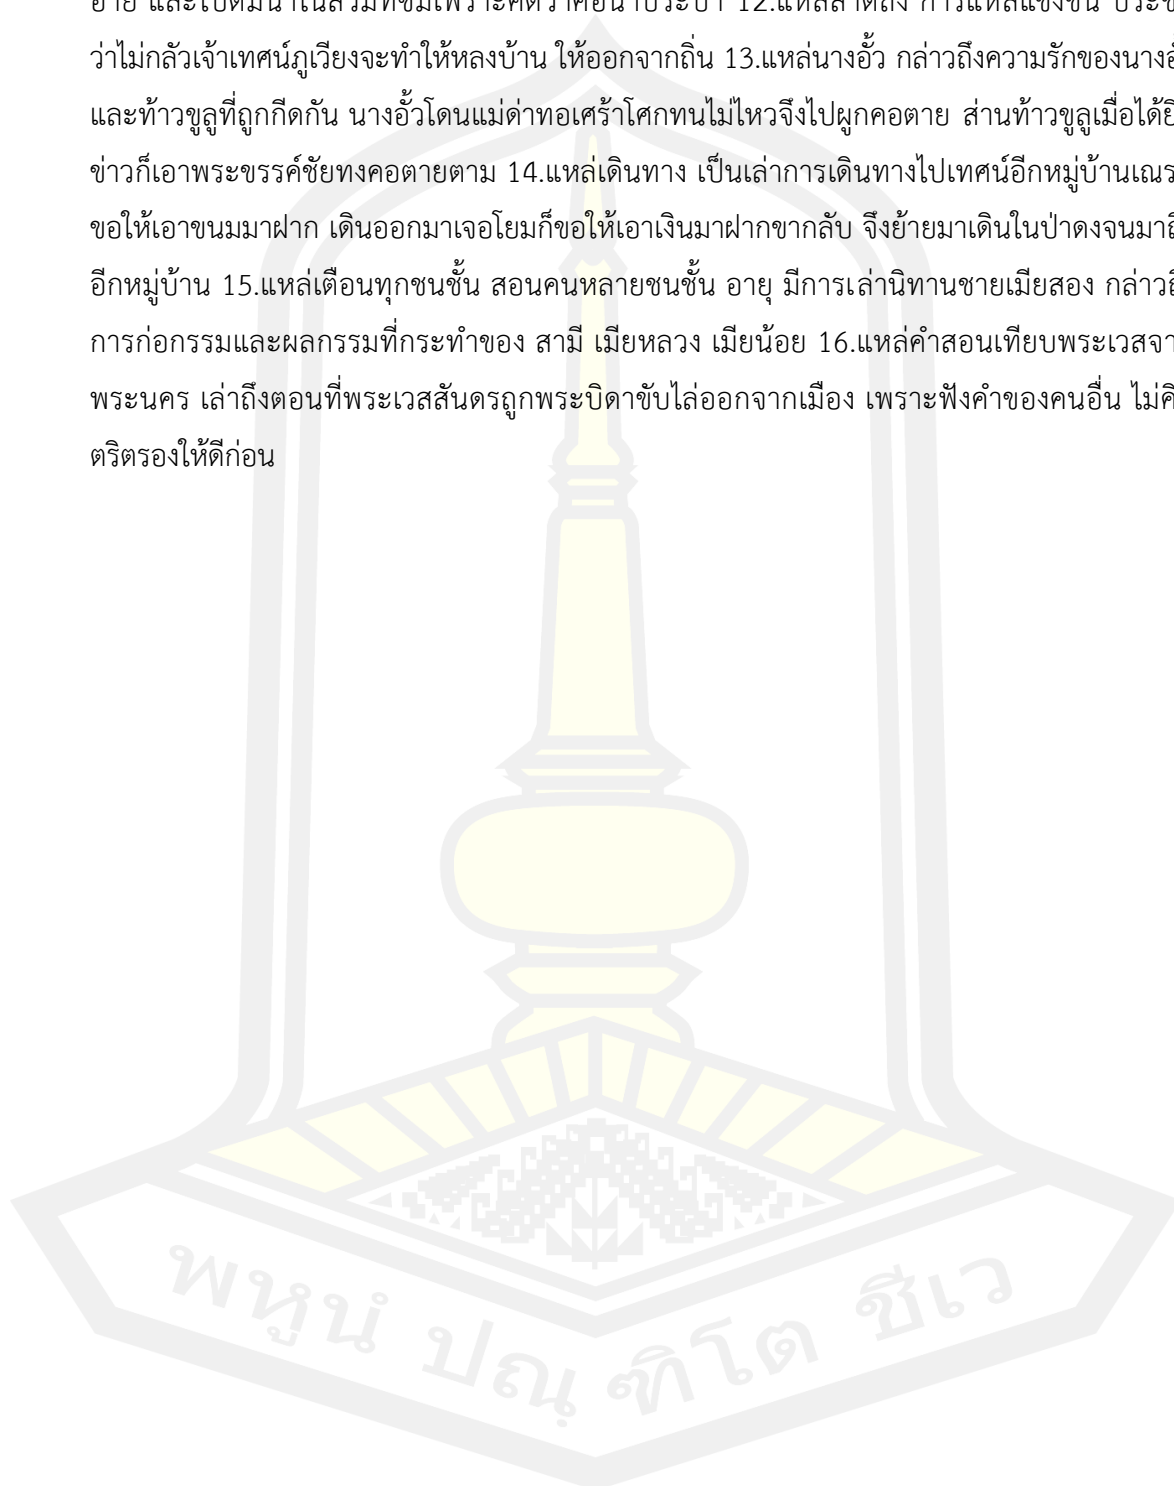 อาย และไปดื่มน้ำในส้วมที่ซึมเพราะคิดว่าคือน้ำประปา 12.แหล่ลาดถึง การแหล่แข่งขัน
ว่าไม่กลัวเจ้าเทศน์ภูเวียงจะทำให้หลงบ้าน ให้ออกจากถิ่น 13.แหล่นางอั้ว กล่าวถึงความรักของ
และท้าวขูลูที่ถูกกีดกัน นางอั้วโดนแม่ด่าทอเศร้าโศกทนไม่ไหวจึงไปผูกคอตาย ส่านท้าวขูลูเมื่อ
ข่าวก็เอาพระขรรค์ชัยทงคอตายตาม 14.แหล่เดินทาง เป็นเล่าการเดินทางไปเทศน์อีกหมู่บ้านเณร
ขอให้เอาขนมมาฝาก เดินออกมาเจอโยมก็ขอให้เอาเงินมาฝากขากลับ จึงย้ายมาเดินในป่าดงจนมา
อีกหมู่บ้าน 15.แหล่เตือนทุกชนชั้น สอนคนหลายชนชั้น อายุ มีการเล่านิทานชายเมียสอง
การก่อกรรมและผลกรรมที่กระทำของ สามี เมียหลวง เมียน้อย 16.แหล่คำสอนเทียบพระเวสจา
พระนคร เล่าถึงตอนที่พระเวสสันดรถูกพระบิดาขับไล่ออกจากเมือง เพราะฟังคำของคนอื่น
ตริตรองให้ดีก่อน
พหูนํ ปณฺฑิโต ชีเว